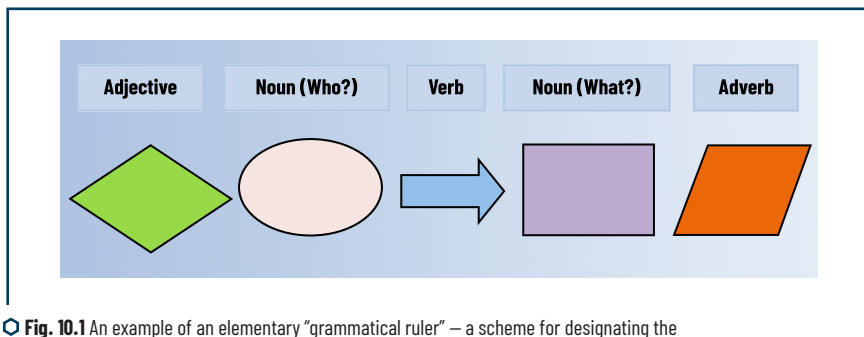 Adjective Noun (Who?) Verb Noun (What?) Adverb
Fig. 10.1 An example of an elementary “grammatical ruler” — a scheme for designating the